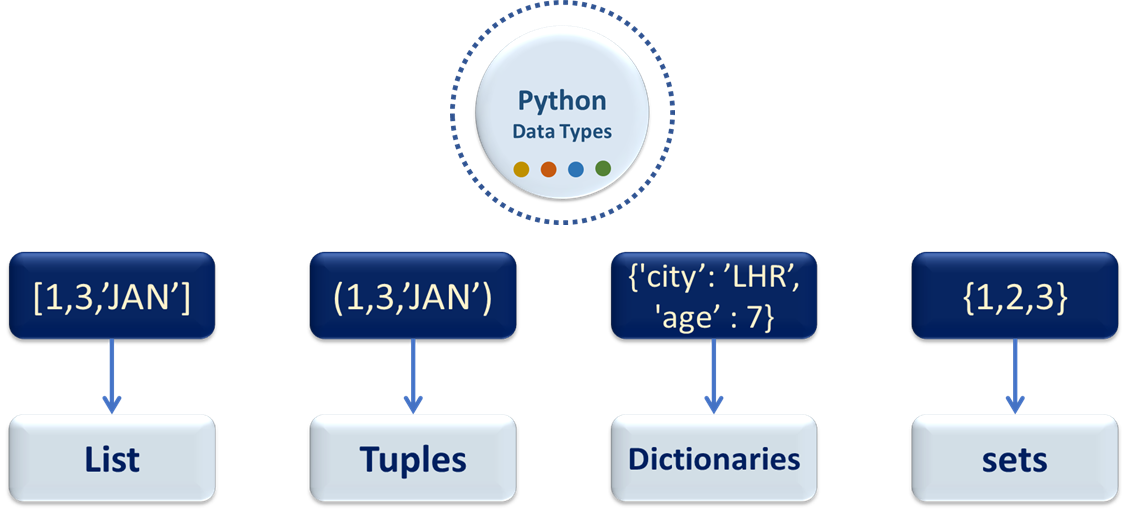 Python
Data Types
[1,3,’JAN’]
(1,3,’JAN’)
{'city’: ’LHR’,
'age’ : 7}
{1,2,3}
List
Tuples
Dictionaries
sets